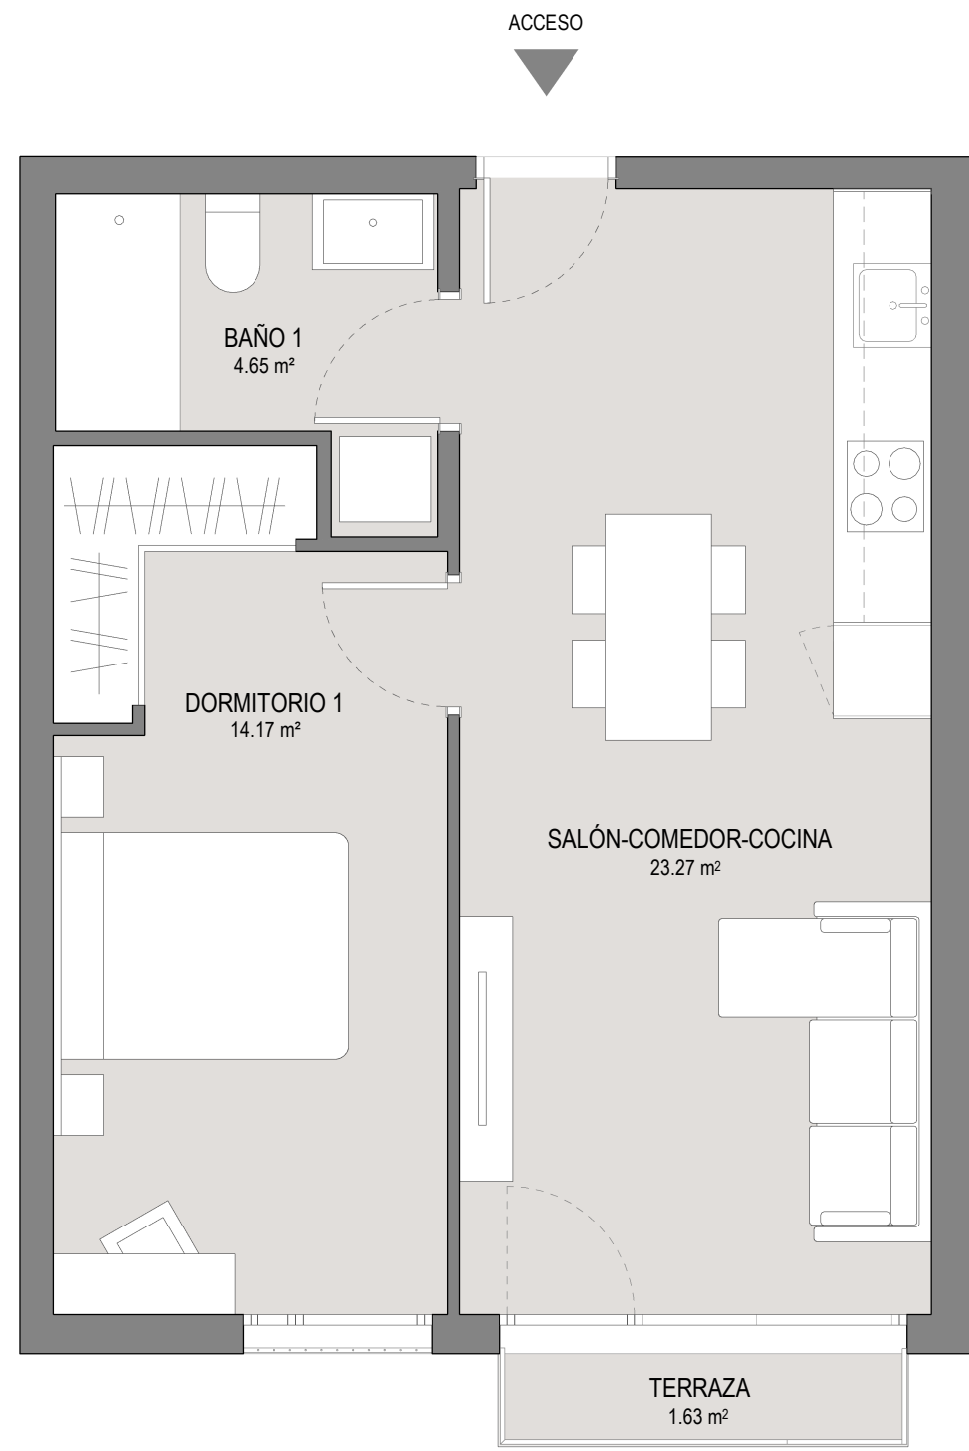 ACCESO
BAÑO 1
4.65 m²
DORMITORIO 1
14.17 m²
SALÓN-COMEDOR-COCINA
23.27 m²
TERRAZA
1.63 m²